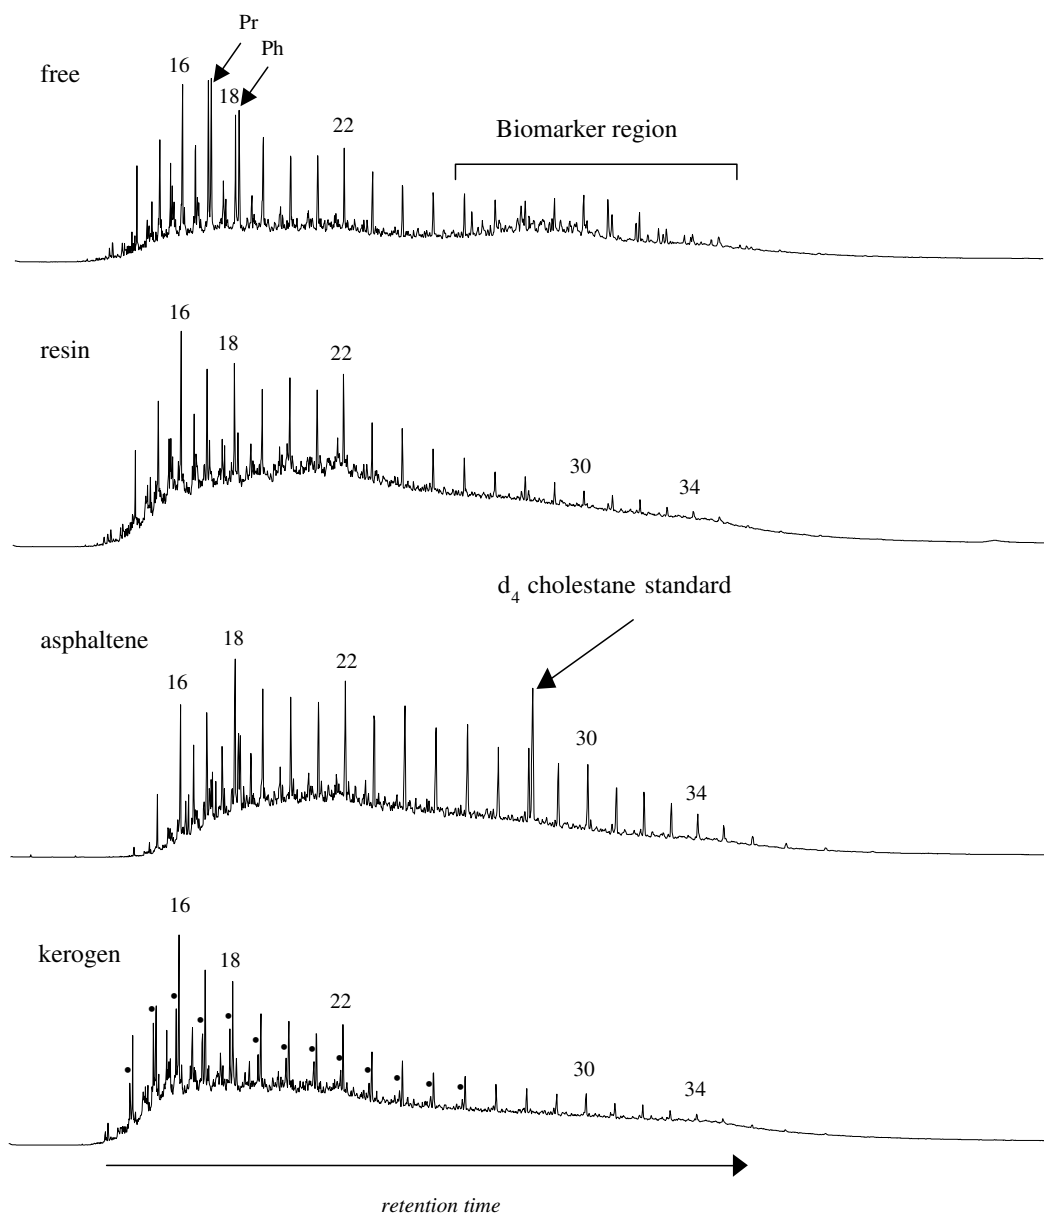 Pr
Ph
free
16
18
22
Biomarker region
resin
16
18
22
30
34
d4 cholestane standard
asphaltene
16
18
22
30
34
kerogen
16
18
22
30
34
retention time